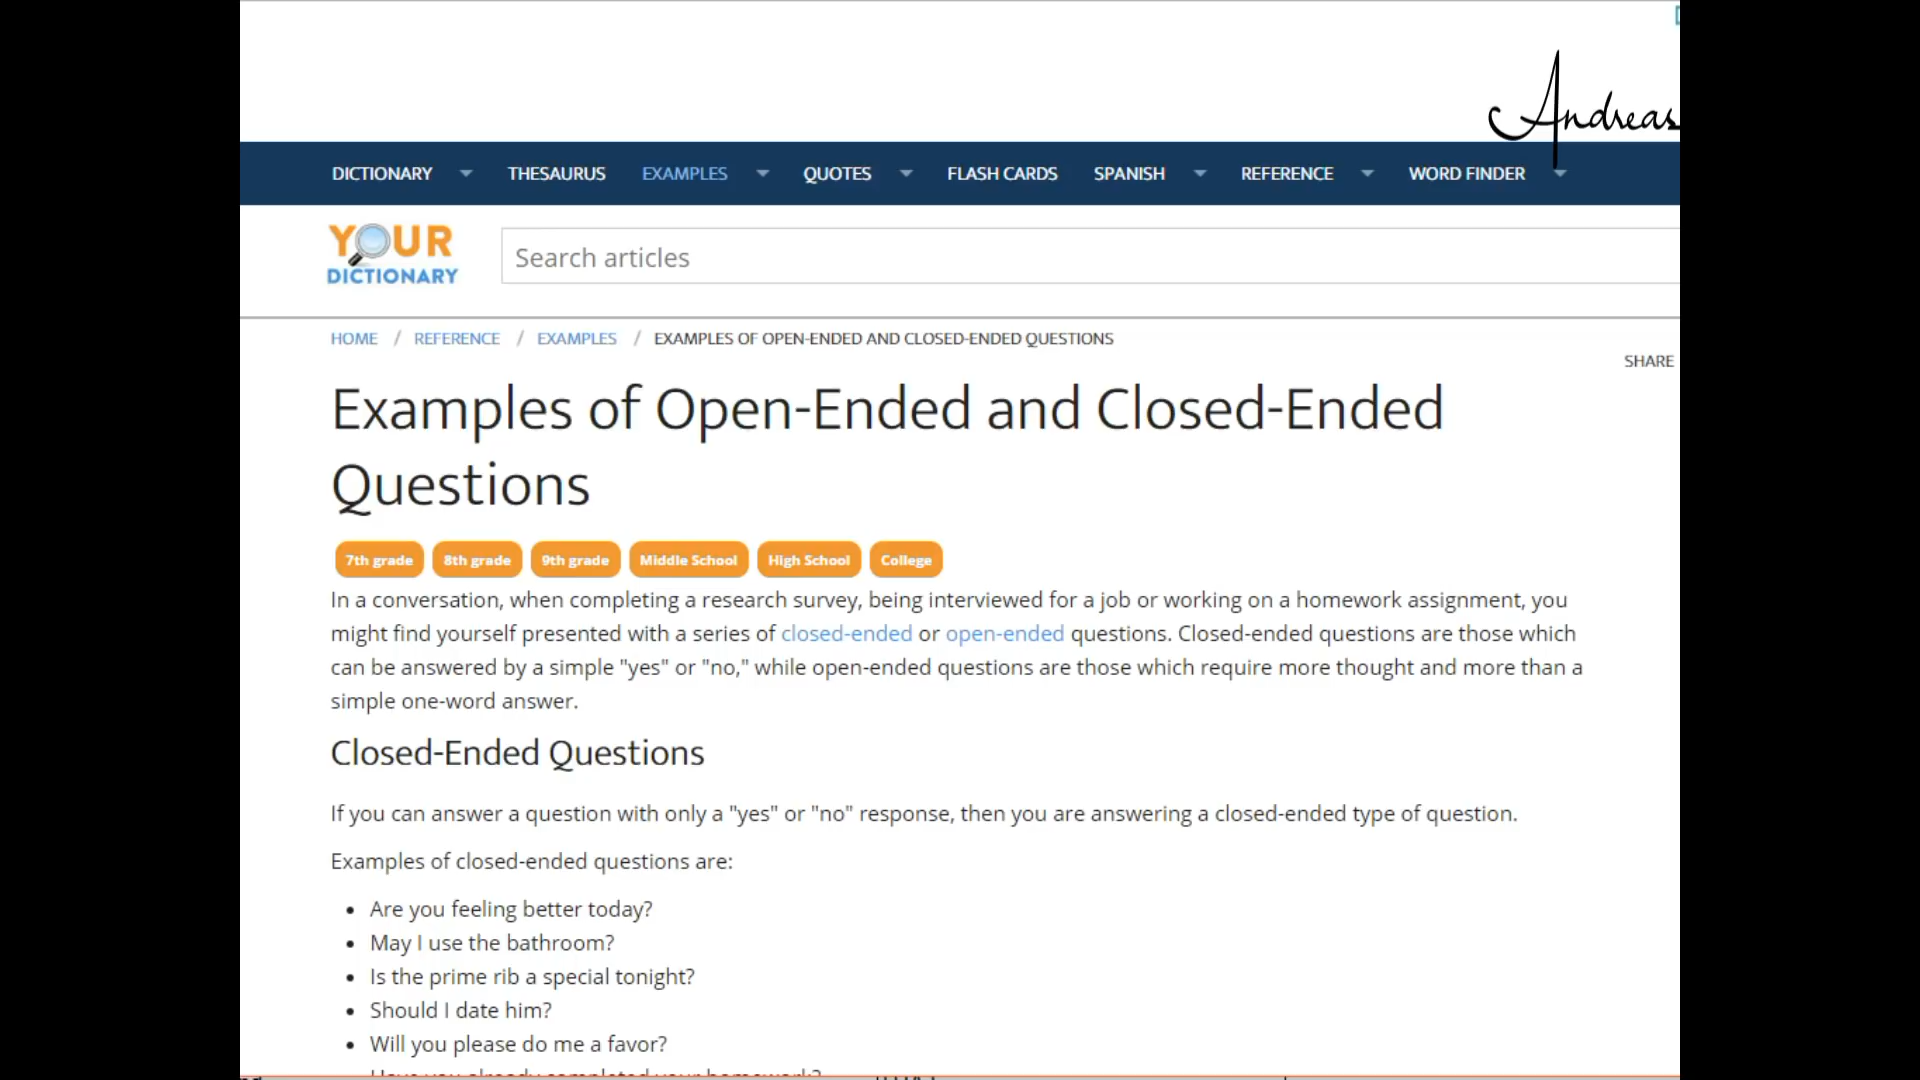 Andreas
DICTIONARY THESAURUS EXAMPLES QUOTES FLASH CARDS SPANISH REFERENCE WORD FINDER
YOUR
DICTIONARY
Search articles
HOME / REFERENCE / EXAMPLES / EXAMPLES OF OPEN-ENDED AND CLOSED-ENDED QUESTIONS
SHARE
Examples of Open-Ended and Closed-Ended
Questions
7th grade 8th grade 9th grade Middle School High School College
In a conversation, when completing a research survey, being interviewed for a job or working on a homework assignment, you
might find yourself presented with a series of closed-ended or open-ended questions. Closed-ended questions are those which
can be answered by a simple "yes" or "no," while open-ended questions are those which require more thought and more than a
simple one-word answer.
Closed-Ended Questions
If you can answer a question with only a "yes" or "no" response, then you are answering a closed-ended type of question.
Examples of closed-ended questions are:
• Are you feeling better today?
• May I use the bathroom?
• Is the prime rib a special tonight?
• Should I date him?
• Will you please do me a favor?
Have you already completed your homework?